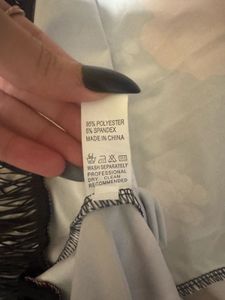 95% POLYESTER
5% SPANDEX
MADE IN CHINA
WASH SEPARATELY
PROFESSIONAL
DRY CLEAN
RECOMMENDED